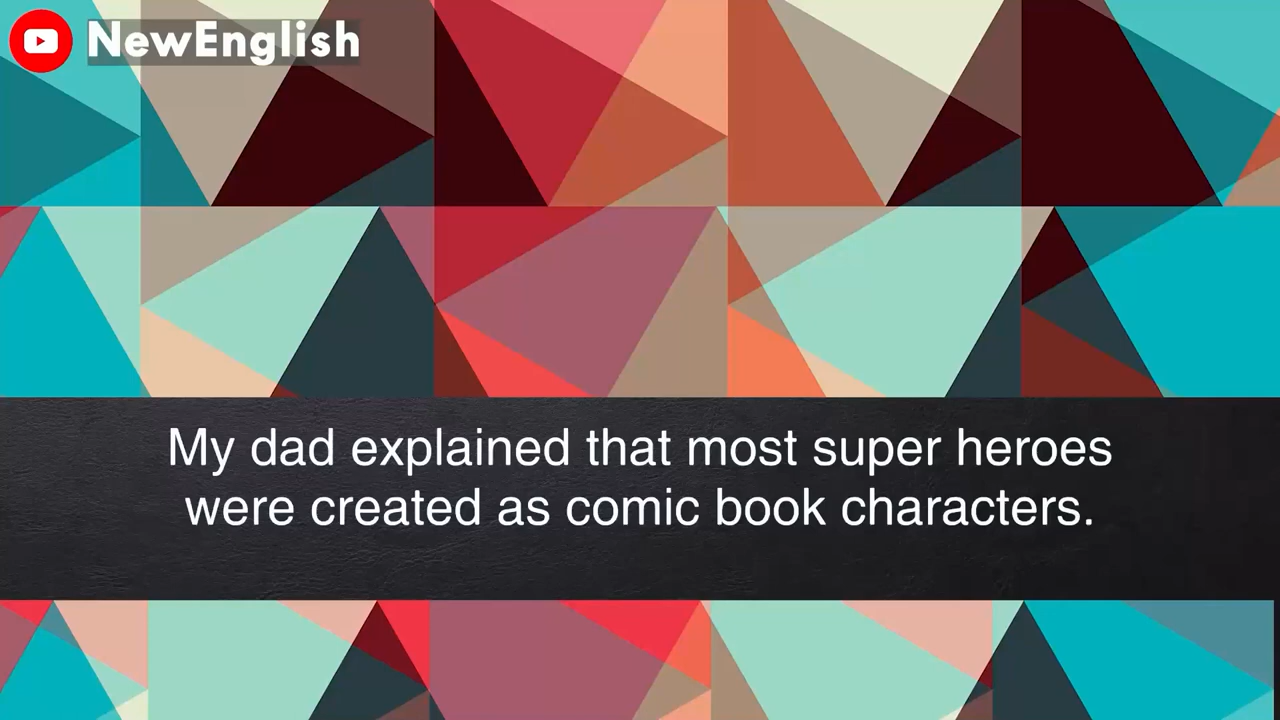 NewEnglish
My dad explained that most super heroes
were created as comic book characters.